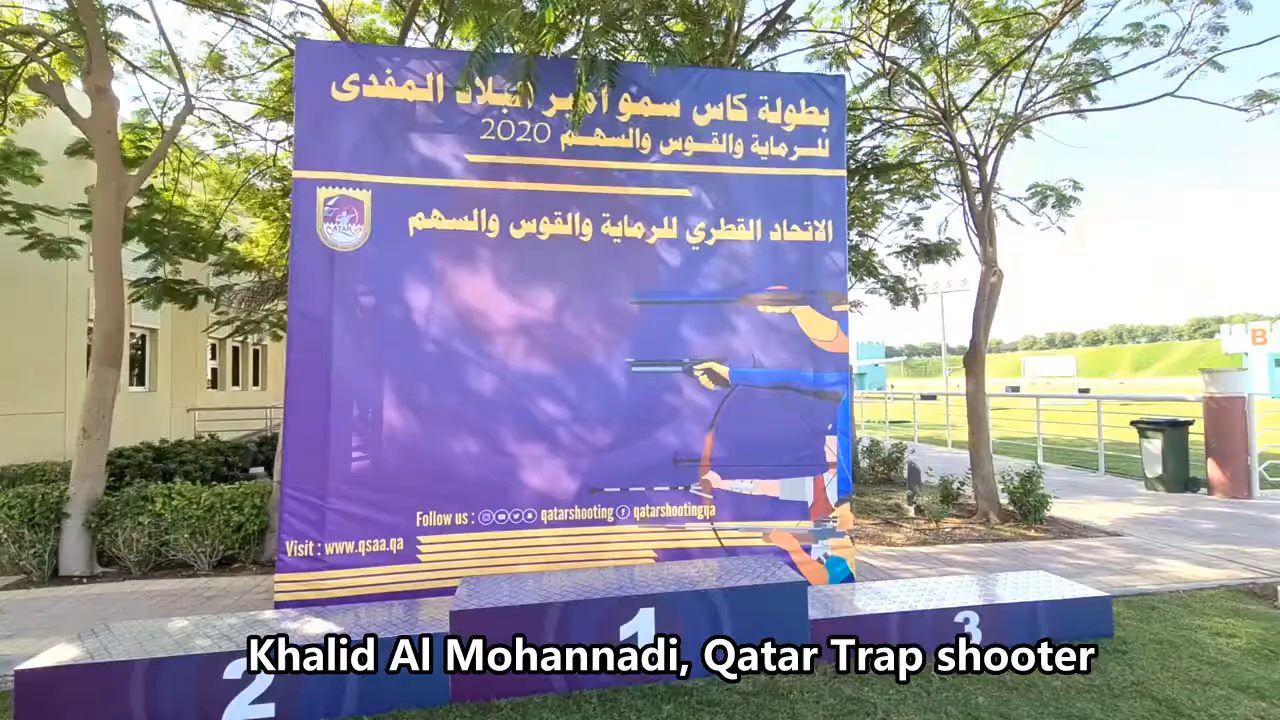 بطولة كاس سمو أمير البلاد المفدى
للرماية والقوس والسهم 2020
الاتحاد القطري للرماية والقوس والسهم
QATAR
B
Follow us : qatarshooting qatarshootingqa
Visit : www.qsaa.qa
1
2
3
Khalid Al Mohannadi, Qatar Trap shooter